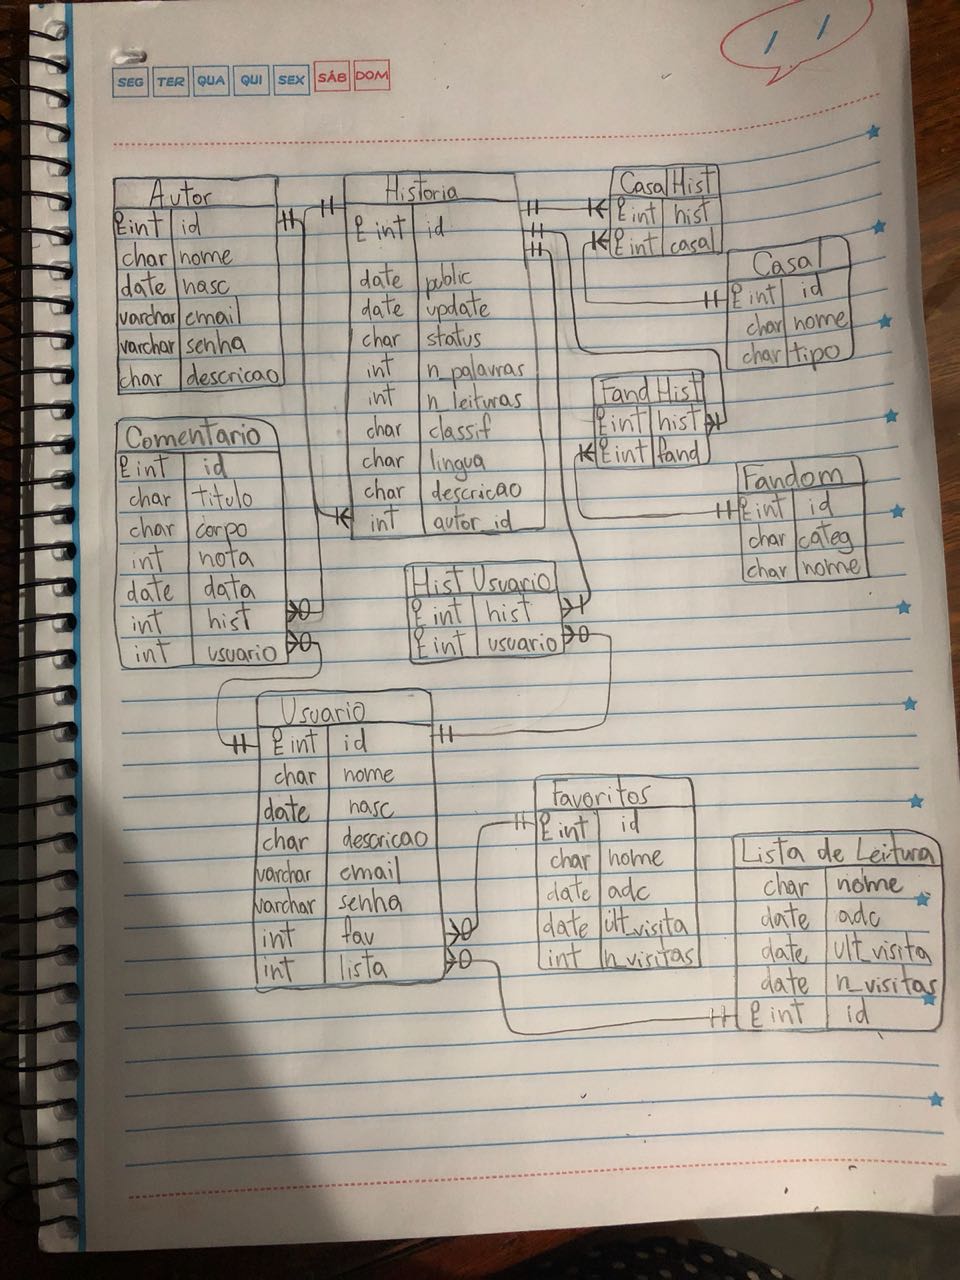 SEG TER QUA QUI SEX SÁB DOM
/ /
Autor
int id
char nome
date nasc
varchar email
varchar senha
char descricao
Historia
int id
date public
date update
char status
int n_palavras
int n_leituras
char classif
char lingua
char descricao
int autor_id
Casal Hist
int hist
int casal
Casal
int id
char nome
char tipo
Fand Hist
int hist
int fand
Fandom
int id
char categ
char nome
Comentario
int id
char titulo
char corpo
int nota
date data
int hist
int usuario
Hist Usuario
int hist
int usuario
Usuario
int id
char nome
date nasc
char descricao
varchar email
varchar senha
int fav
int lista
Favoritos
int id
char nome
date adc
date ult_visita
int n_visitas
Lista de Leitura
char nome
date adc
date ult_visita
date n_visitas
int id